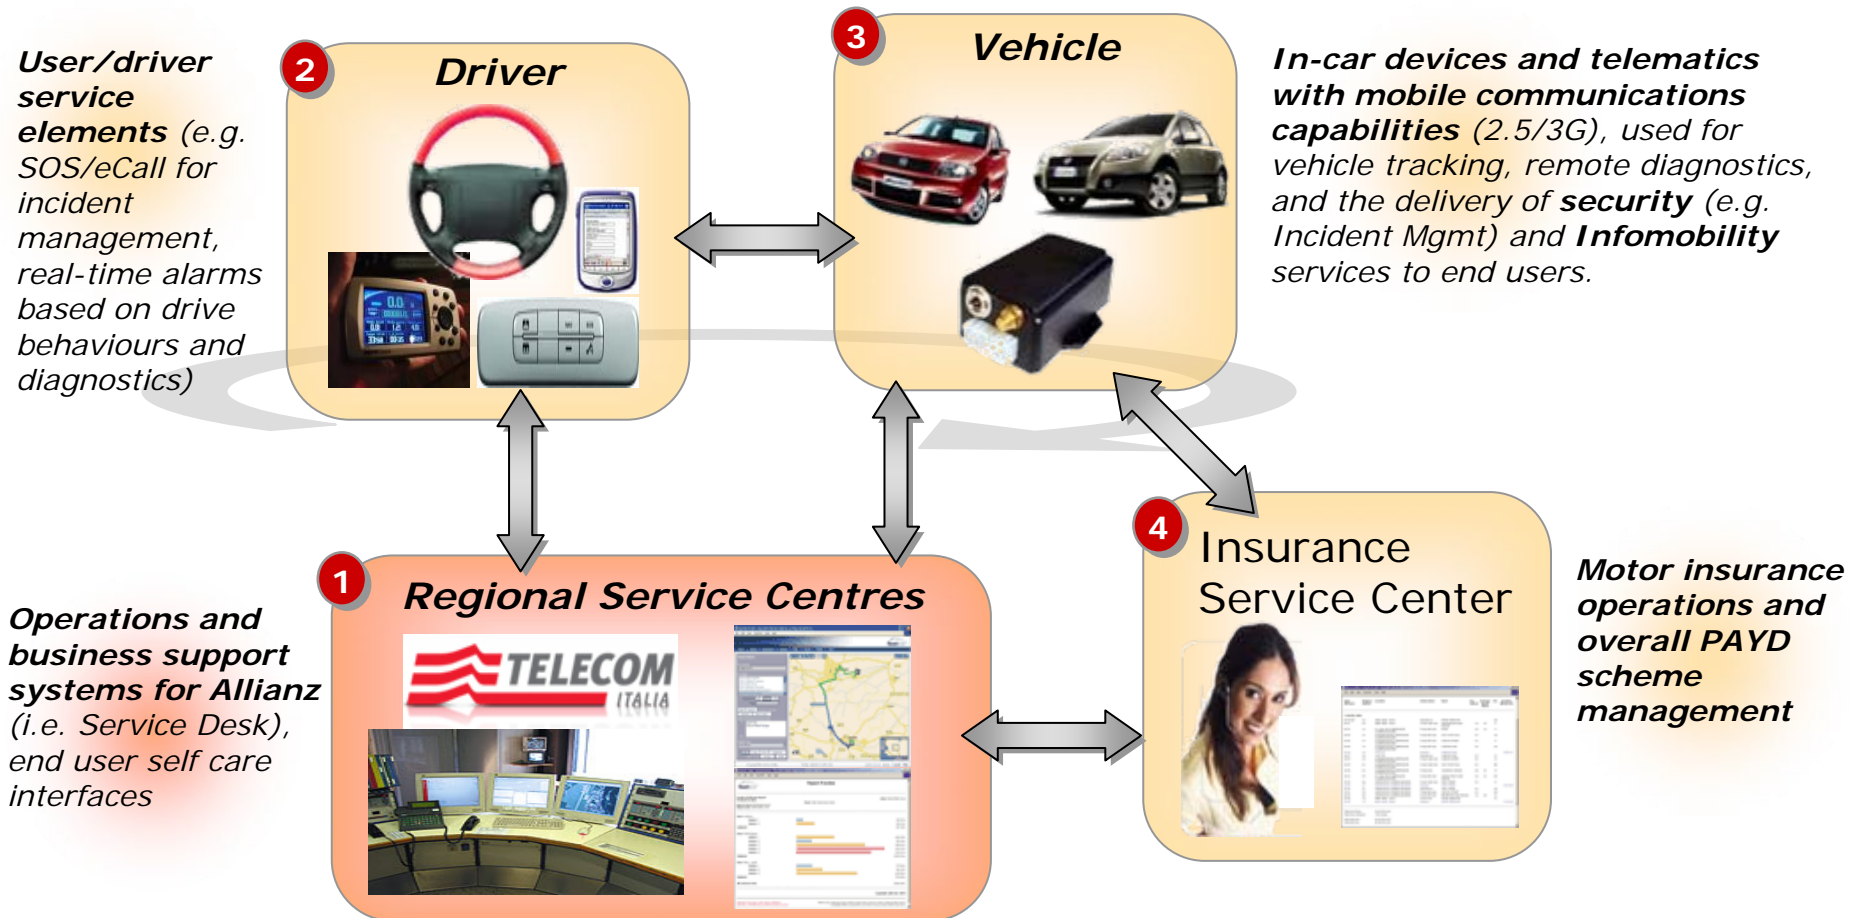 User/driver
service
elements (e.g.
SOS/eCall for
incident
management,
real-time alarms
based on drive
behaviours and
diagnostics)
2
Driver
3
Vehicle
In-car devices and telematics
with mobile communications
capabilities (2.5/3G), used for
vehicle tracking, remote diagnostics,
and the delivery of security (e.g.
Incident Mgmt) and Infomobility
services to end users.
Operations and
business support
systems for Allianz
(i.e. Service Desk),
end user self care
interfaces
1
Regional Service Centres
TELECOM
ITALIA
4
Insurance
Service Center
Motor insurance
operations and
overall PAYD
scheme
management